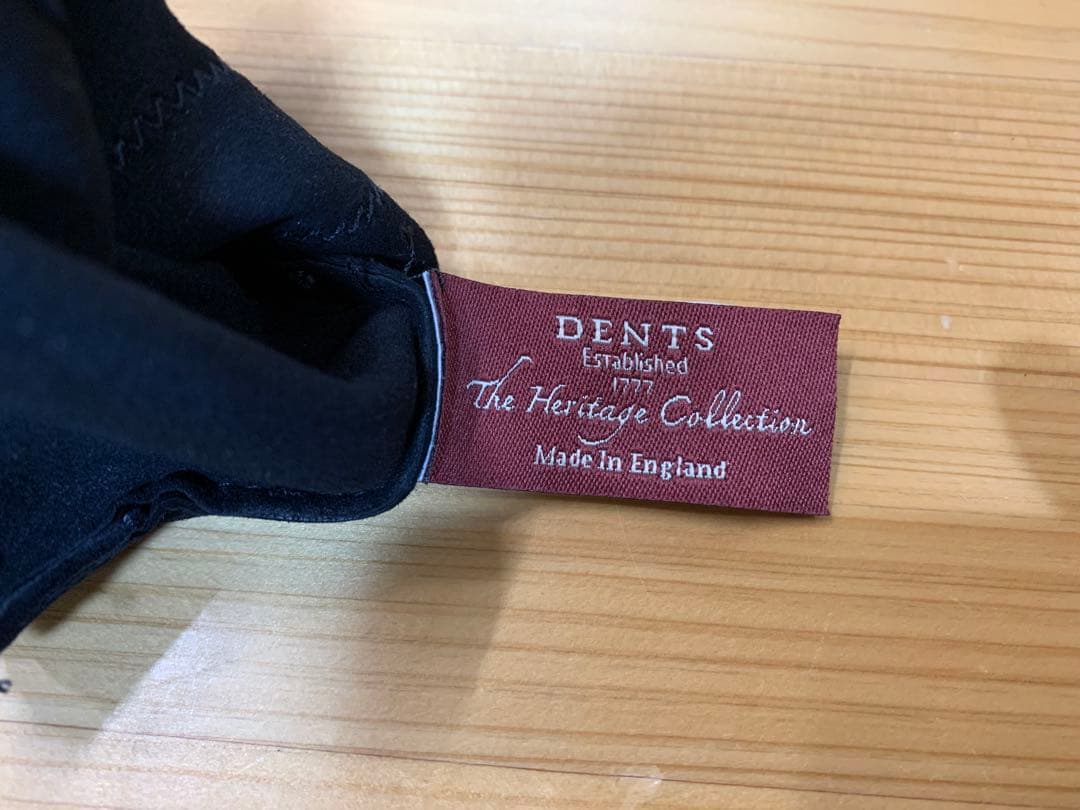 DENTS
Established
1777
The Heritage Collection
Made In England